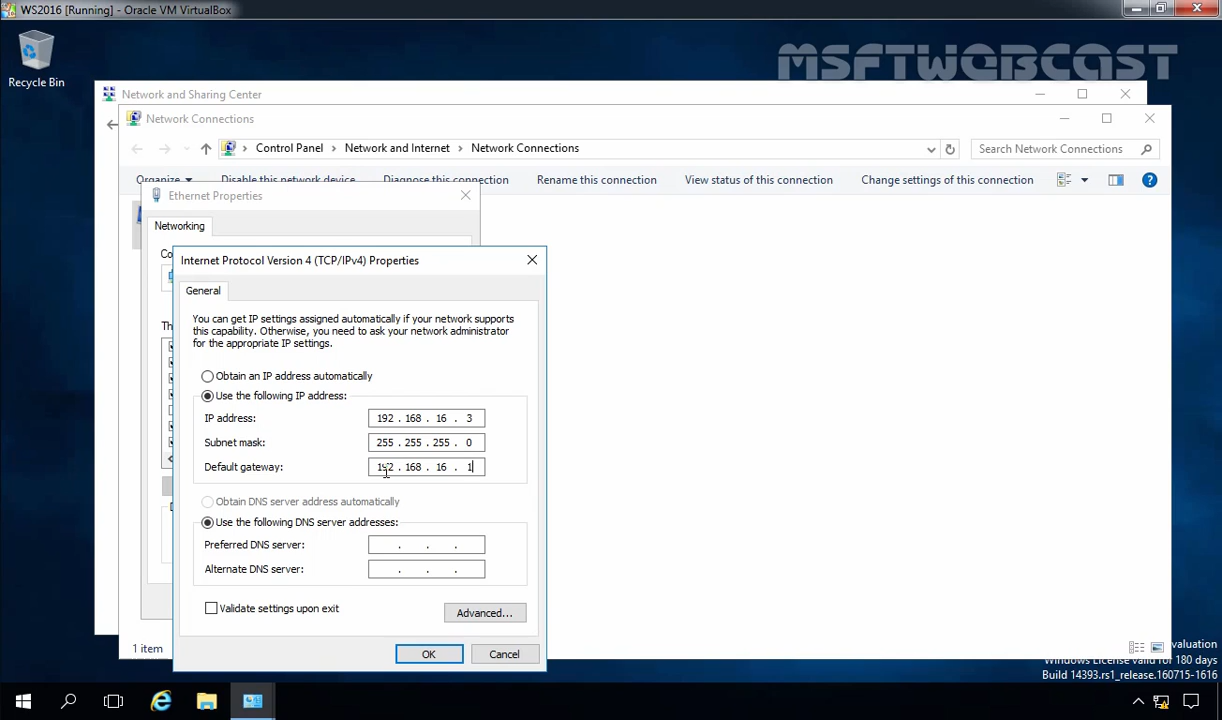 WS2016 [Running] - Oracle VM VirtualBox
Recycle Bin
MSFTWEBCAST
Network and Sharing Center
Network Connections
Control Panel > Network and Internet > Network Connections
Search Network Connections
Organize
Disable this network device
Diagnose this connection
Rename this connection
View status of this connection
Change settings of this connection
Ethernet Properties
Networking
Co
Th
Internet Protocol Version 4 (TCP/IPv4) Properties
General
You can get IP settings assigned automatically if your network supports
this capability. Otherwise, you need to ask your network administrator
for the appropriate IP settings.
Obtain an IP address automatically
Use the following IP address:
IP address: 192 . 168 . 16 . 3
Subnet mask: 255 . 255 . 255 . 0
Default gateway: 192 . 168 . 16 . 1
Obtain DNS server address automatically
Use the following DNS server addresses:
Preferred DNS server: . . .
Alternate DNS server: . . .
Validate settings upon exit
Advanced...
OK
Cancel
1 item
valuation
Windows License valid for 180 days
Build 14393.rs1_release.160715-1616